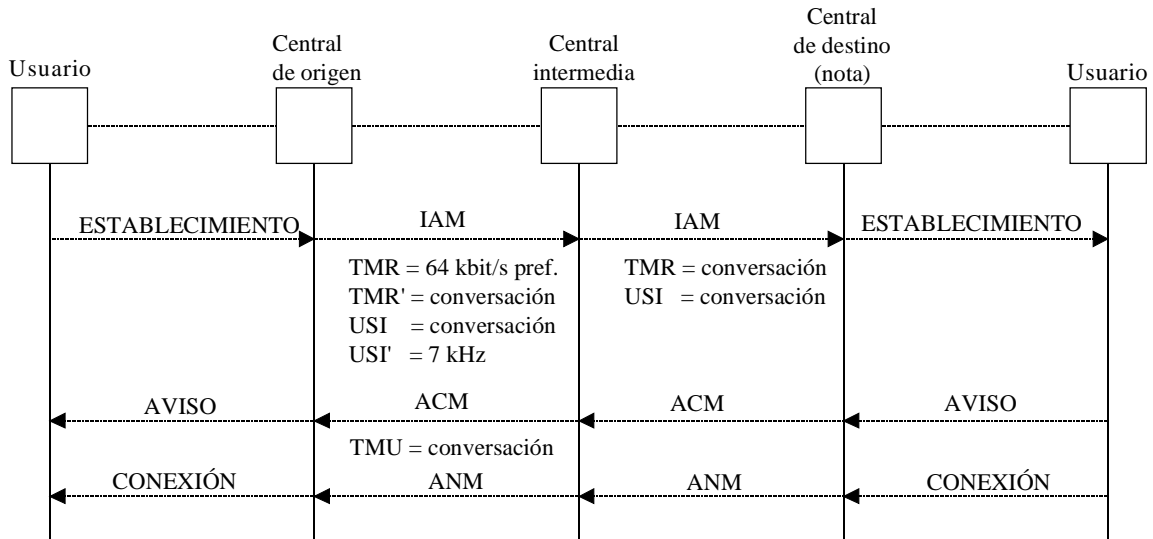 Usuario
Central
de origen
Central
intermedia
Central
de destino
(nota)
Usuario
ESTABLECIMIENTO
IAM
IAM
ESTABLECIMIENTO
TMR = 64 kbit/s pref.
TMR' = conversación
USI = conversación
USI' = 7 kHz
TMR = conversación
USI = conversación
AVISO
ACM
ACM
AVISO
TMU = conversación
CONEXIÓN
ANM
ANM
CONEXIÓN